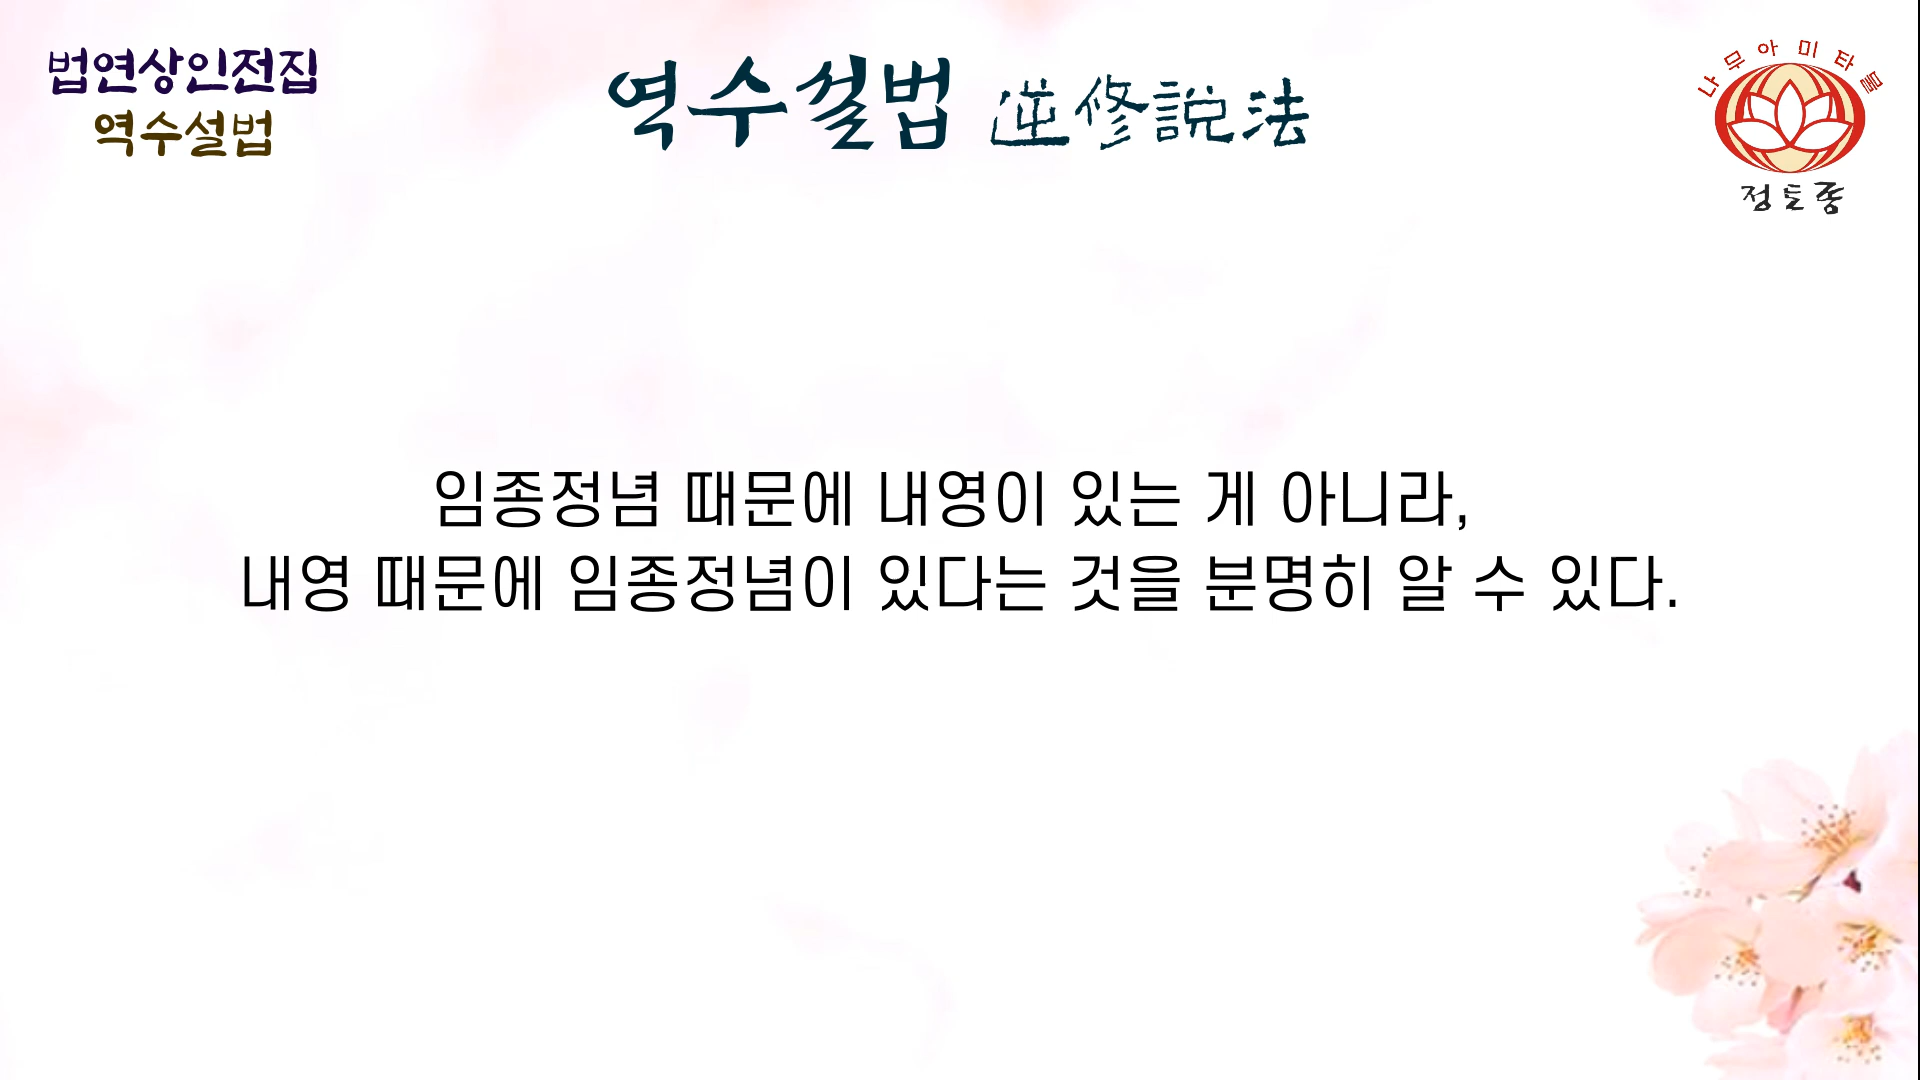 법연상인전집
역수설법
역수설법 逆修説法
나무아미타불
정토종
임종정념 때문에 내영이 있는 게 아니라,
내영 때문에 임종정념이 있다는 것을 분명히 알 수 있다.